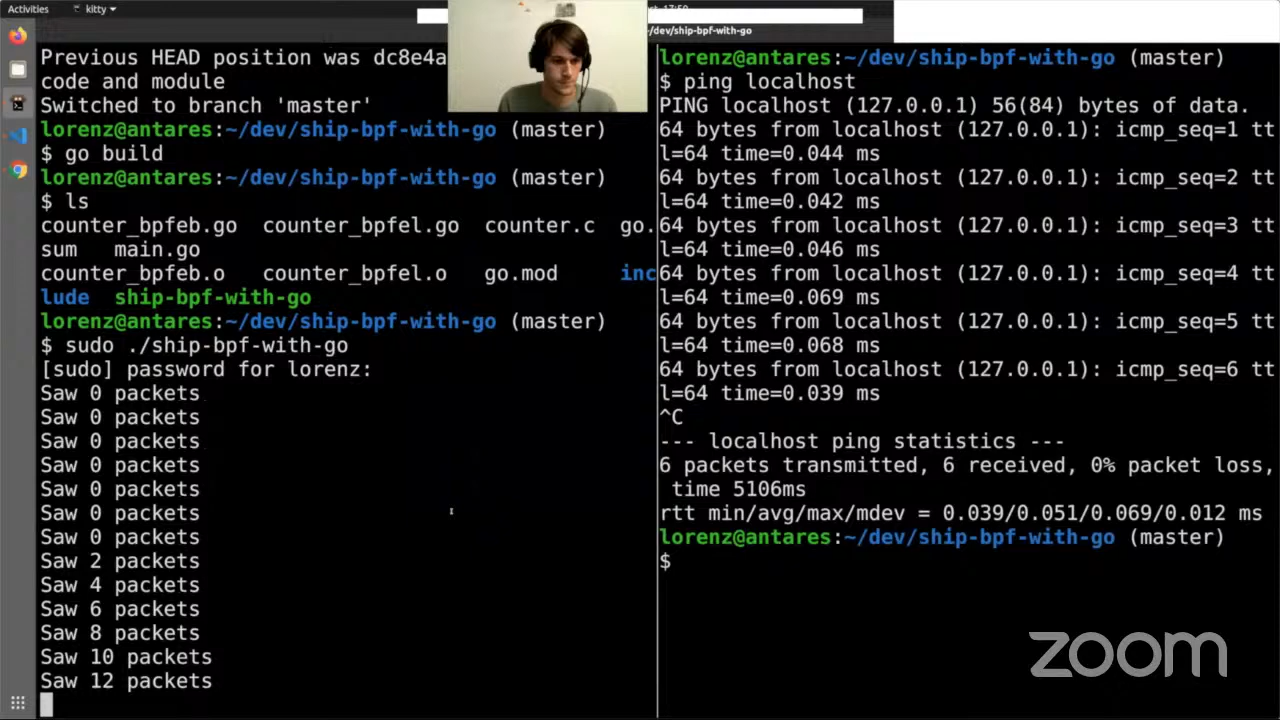 Activities
kitty
~/dev/ship-bpf-with-go
Previous HEAD position was dc8e4a
code and module
Switched to branch 'master'
lorenz@antares:~/dev/ship-bpf-with-go (master)
$ go build
lorenz@antares:~/dev/ship-bpf-with-go (master)
$ ls
counter_bpfeb.go  counter_bpfel.go  counter.c  go.
sum   main.go
counter_bpfeb.o   counter_bpfel.o   go.mod     inc
lude  ship-bpf-with-go
lorenz@antares:~/dev/ship-bpf-with-go (master)
$ sudo ./ship-bpf-with-go
[sudo] password for lorenz:
Saw 0 packets
Saw 0 packets
Saw 0 packets
Saw 0 packets
Saw 0 packets
Saw 0 packets
Saw 0 packets
Saw 2 packets
Saw 4 packets
Saw 6 packets
Saw 8 packets
Saw 10 packets
Saw 12 packets
lorenz@antares:~/dev/ship-bpf-with-go (master)
$ ping localhost
PING localhost (127.0.0.1) 56(84) bytes of data.
64 bytes from localhost (127.0.0.1): icmp_seq=1 tt
l=64 time=0.044 ms
64 bytes from localhost (127.0.0.1): icmp_seq=2 tt
l=64 time=0.042 ms
64 bytes from localhost (127.0.0.1): icmp_seq=3 tt
l=64 time=0.046 ms
64 bytes from localhost (127.0.0.1): icmp_seq=4 tt
l=64 time=0.069 ms
64 bytes from localhost (127.0.0.1): icmp_seq=5 tt
l=64 time=0.068 ms
64 bytes from localhost (127.0.0.1): icmp_seq=6 tt
l=64 time=0.039 ms
^C
--- localhost ping statistics ---
6 packets transmitted, 6 received, 0% packet loss,
time 5106ms
rtt min/avg/max/mdev = 0.039/0.051/0.069/0.012 ms
lorenz@antares:~/dev/ship-bpf-with-go (master)
$
zoom